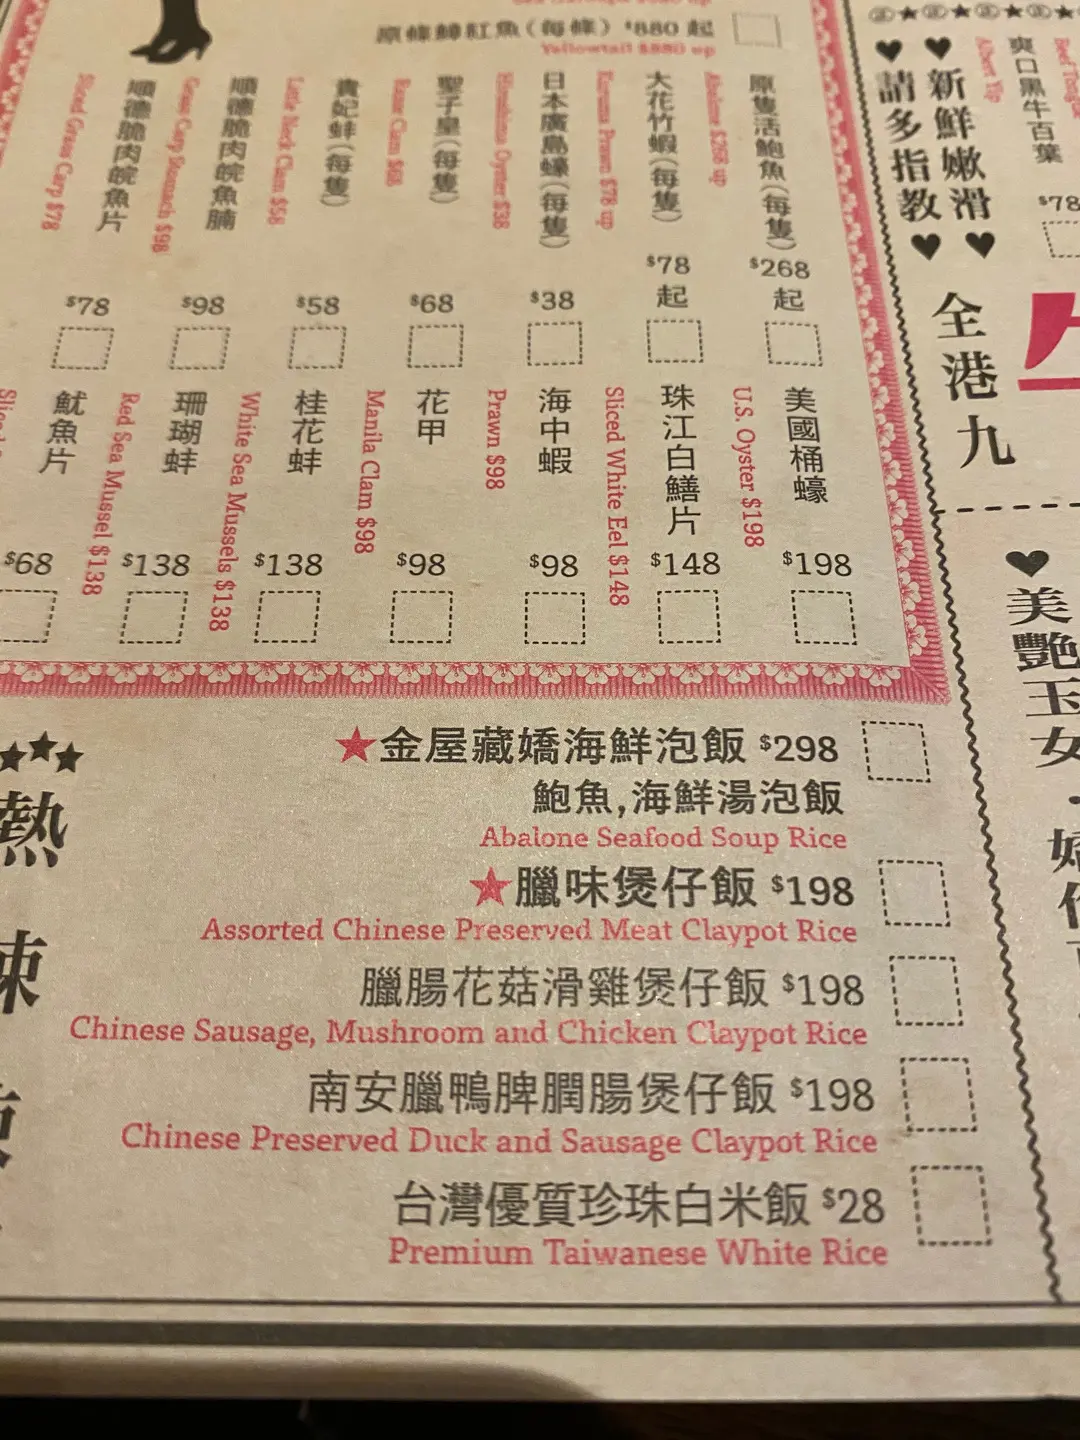 原條鰤魟魚（每條）$880 起
Yellowtail $880 up
原隻活鮑魚（每隻） $268 起
Abalone $268 up
大花竹蝦（每隻） $78 起
Kuruma Prawn $78 up
日本廣島蠔（每隻） $38
Hiroshima Oyster $38
聖子皇（每隻） $68
Razor Clam $68
貴妃蚌（每隻） $58
Little Neck Clam $58
順德脆肉皖魚腩 $98
Grass Carp Stomach $98
順德脆肉皖魚片 $78
Sliced Grass Carp $78
美國桶蠔 $198
U.S. Oyster $198
珠江白鱔片 $148
Sliced White Eel $148
海中蝦 $98
Prawn $98
花甲 $98
Manila Clam $98
桂花蚌 $138
White Sea Mussels $138
珊瑚蚌 $138
Red Sea Mussel $138
魷魚片 $68
★金屋藏嬌海鮮泡飯 $298
鮑魚,海鮮湯泡飯
Abalone Seafood Soup Rice
★臘味煲仔飯 $198
Assorted Chinese Preserved Meat Claypot Rice
臘腸花菇滑雞煲仔飯 $198
Chinese Sausage, Mushroom and Chicken Claypot Rice
南安臘鴨脾膶腸煲仔飯 $198
Chinese Preserved Duck and Sausage Claypot Rice
台灣優質珍珠白米飯 $28
Premium Taiwanese White Rice
熱
辣
爽口黑牛百葉
$78
♥新鮮嫩滑♥
♥請多指教♥
全港九
♥美艷玉女